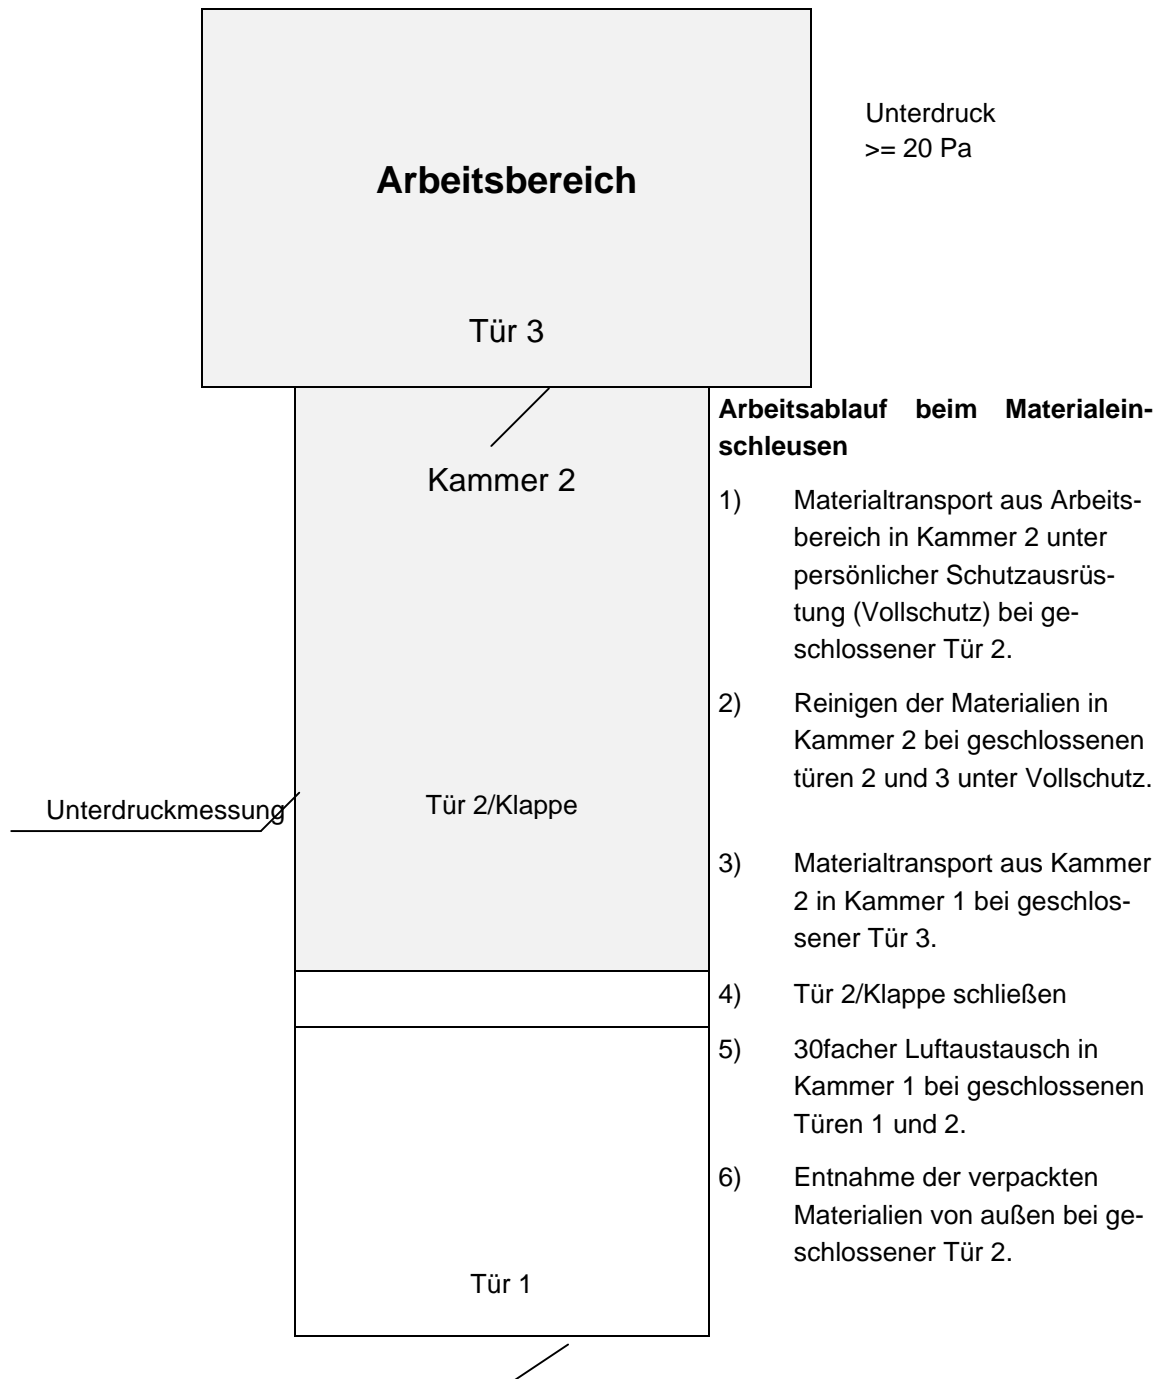 Unterdruck
>= 20 Pa
Arbeitsbereich
Tür 3
Kammer 2
Unterdruckmessung
Tür 2/Klappe
Tür 1
Arbeitsablauf beim Materialein-
schleusen
1) Materialtransport aus Arbeits-
bereich in Kammer 2 unter
persönlicher Schutzausrüs-
tung (Vollschutz) bei ge-
schlossener Tür 2.
2) Reinigen der Materialien in
Kammer 2 bei geschlossenen
türen 2 und 3 unter Vollschutz.
3) Materialtransport aus Kammer
2 in Kammer 1 bei geschlos-
sener Tür 3.
4) Tür 2/Klappe schließen
5) 30facher Luftaustausch in
Kammer 1 bei geschlossenen
Türen 1 und 2.
6) Entnahme der verpackten
Materialien von außen bei ge-
schlossener Tür 2.